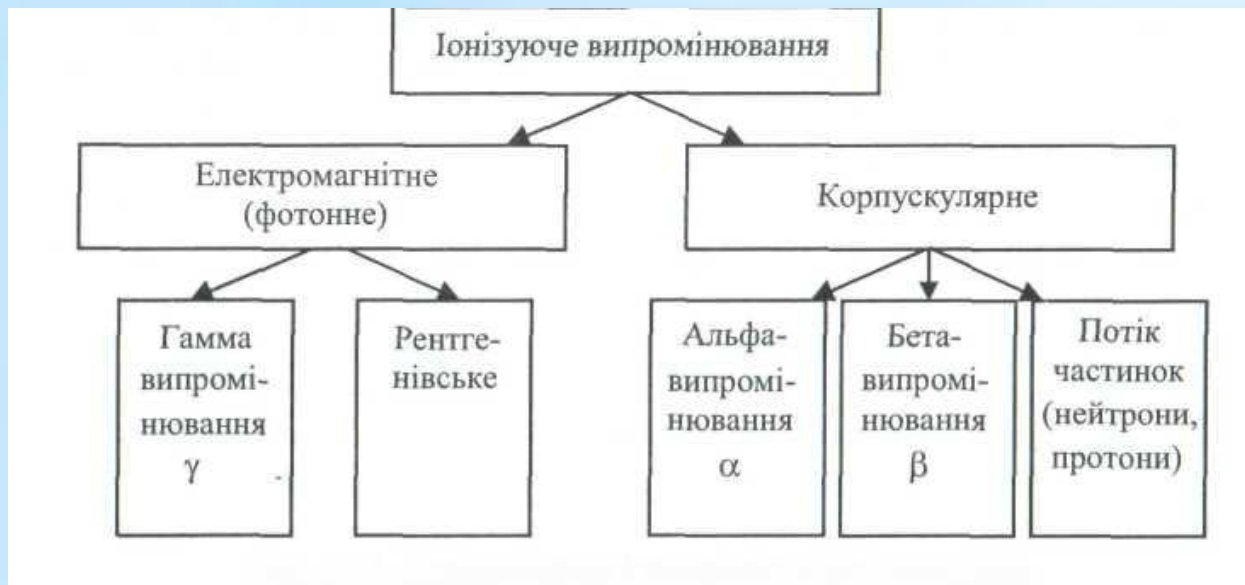 Іонізуюче випромінювання
Електромагнітне
(фотонне)
Корпускулярне
Гамма
випромі-
нювання
γ
Рентге-
нівське
Альфа-
випромі-
нювання
α
Бета-
випромі-
нювання
β
Потік
частинок
(нейтрони,
протони)